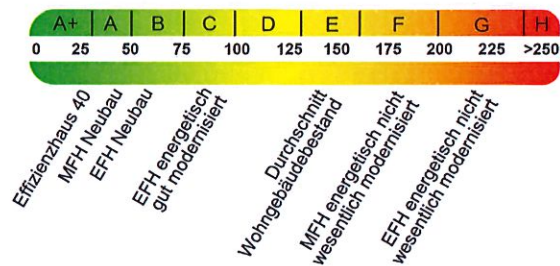 A+ A B C D E F G H
0 25 50 75 100 125 150 175 200 225 >250
Effizienzhaus 40
MFH Neubau
EFH Neubau
EFH energetisch
gut modernisiert
Durchschnitt
Wohngebäudebestand
MFH energetisch nicht
wesentlich modernisiert
EFH energetisch nicht
wesentlich modernisiert